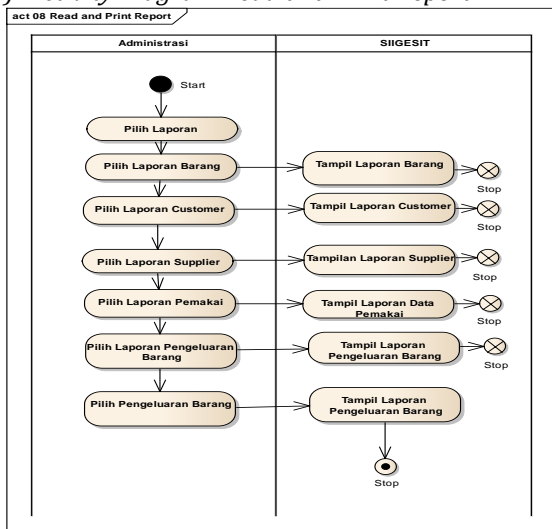 act 08 Read and Print Report
Administrasi
SIIGESIT
Start
Pilih Laporan
Pilih Laporan Barang
Tampil Laporan Barang
Stop
Pilih Laporan Customer
Tampil Laporan Customer
Stop
Pilih Laporan Supplier
Tampilan Laporan Supplier
Stop
Pilih Laporan Pemakai
Tampil Laporan Data
Pemakai
Stop
Pilih Laporan Pengeluaran
Barang
Tampil Laporan
Pengeluaran Barang
Stop
Pilih Pengeluaran Barang
Tampil Laporan
Pengeluaran Barang
Stop